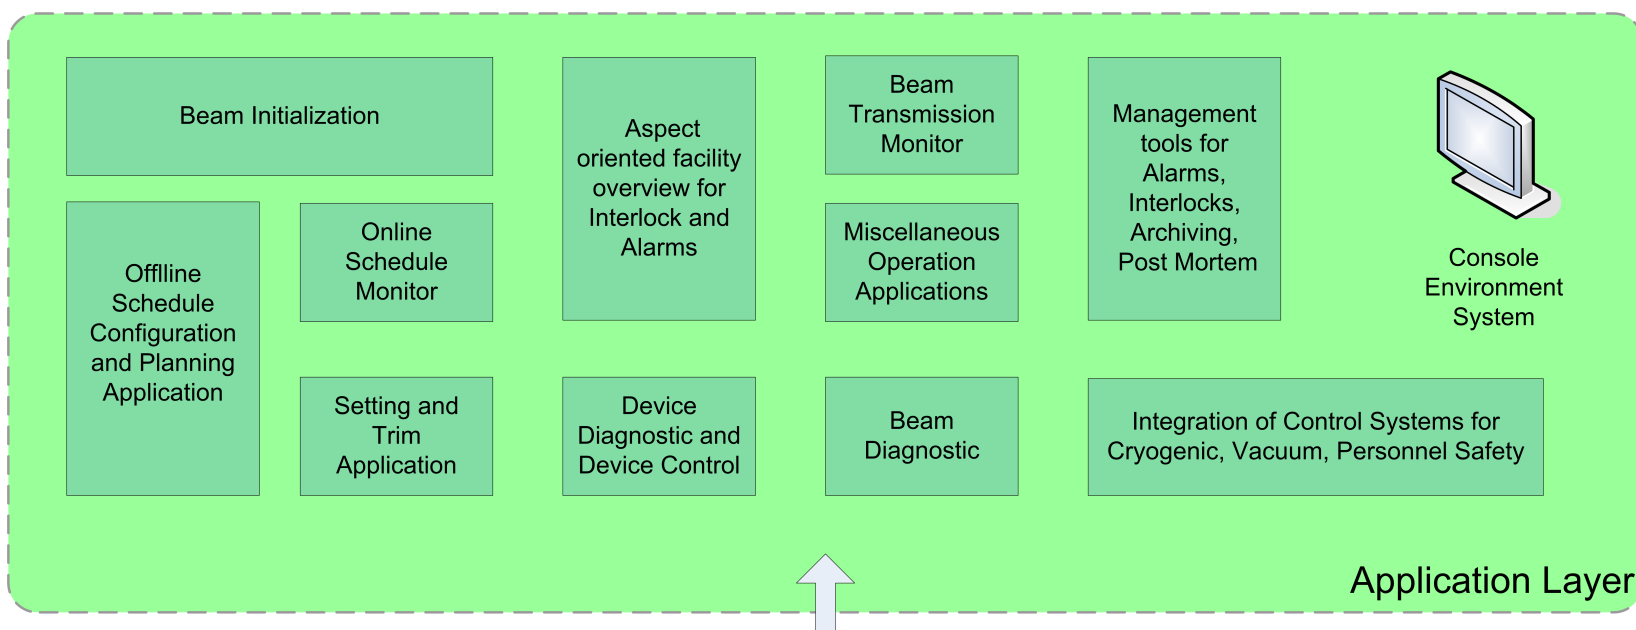 Beam Initialization
Offlline
Schedule
Configuration
and Planning
Application
Online
Schedule
Monitor
Setting and
Trim
Application
Aspect
oriented facility
overview for
Interlock and
Alarms
Device
Diagnostic and
Device Control
Beam
Transmission
Monitor
Miscellaneous
Operation
Applications
Beam
Diagnostic
Management
tools for
Alarms,
Interlocks,
Archiving,
Post Mortem
Console
Environment
System
Integration of Control Systems for
Cryogenic, Vacuum, Personnel Safety
Application Layer